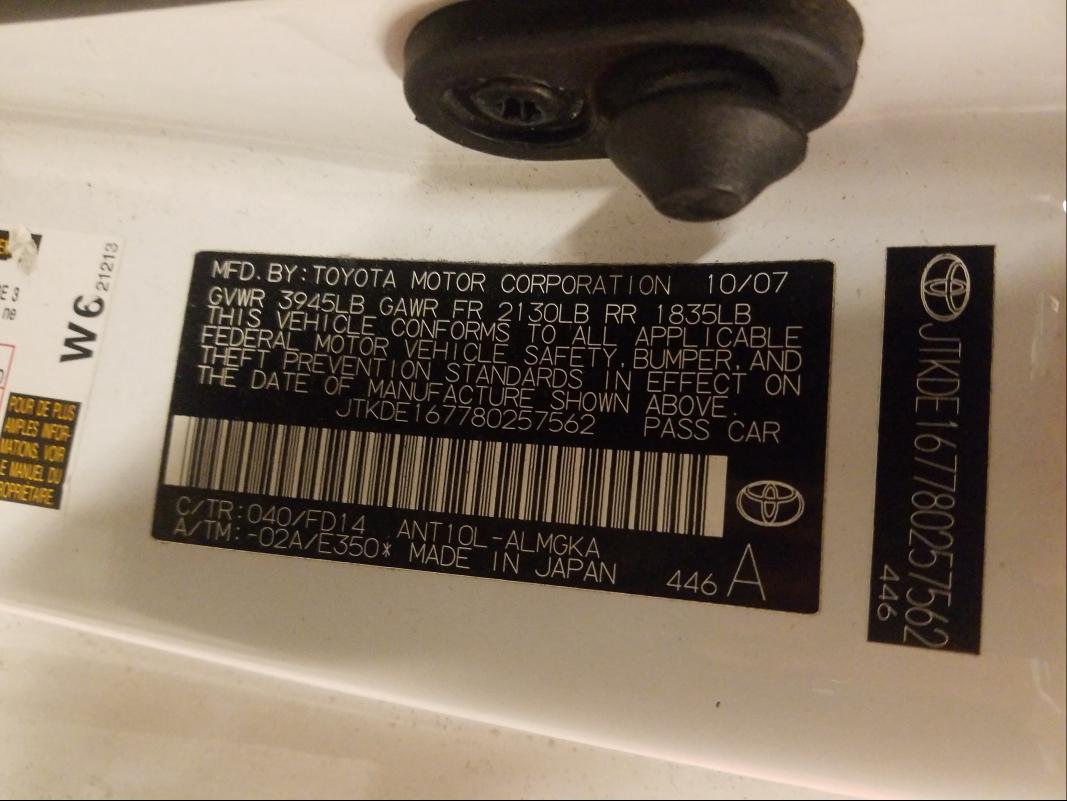 MFD. BY: TOYOTA MOTOR CORPORATION 10/07
GVWR 3945LB GAWR FR 2130LB RR 1835LB
THIS VEHICLE CONFORMS TO ALL APPLICABLE
FEDERAL MOTOR VEHICLE SAFETY, BUMPER, AND
THEFT PREVENTION STANDARDS IN EFFECT ON
THE DATE OF MANUFACTURE SHOWN ABOVE.
JTKDE167780257562 PASS CAR
C/TR: 040/FD14 ANT10L-ALMGKA
A/TM: -02A/E350* MADE IN JAPAN
446 A
JTKDE167780257562
446
W6 21213
POUR DE PLUS
AMPLES INFOR-
MATIONS, VOIR
LE MANUEL DU
PROPRIÉTAIRE.